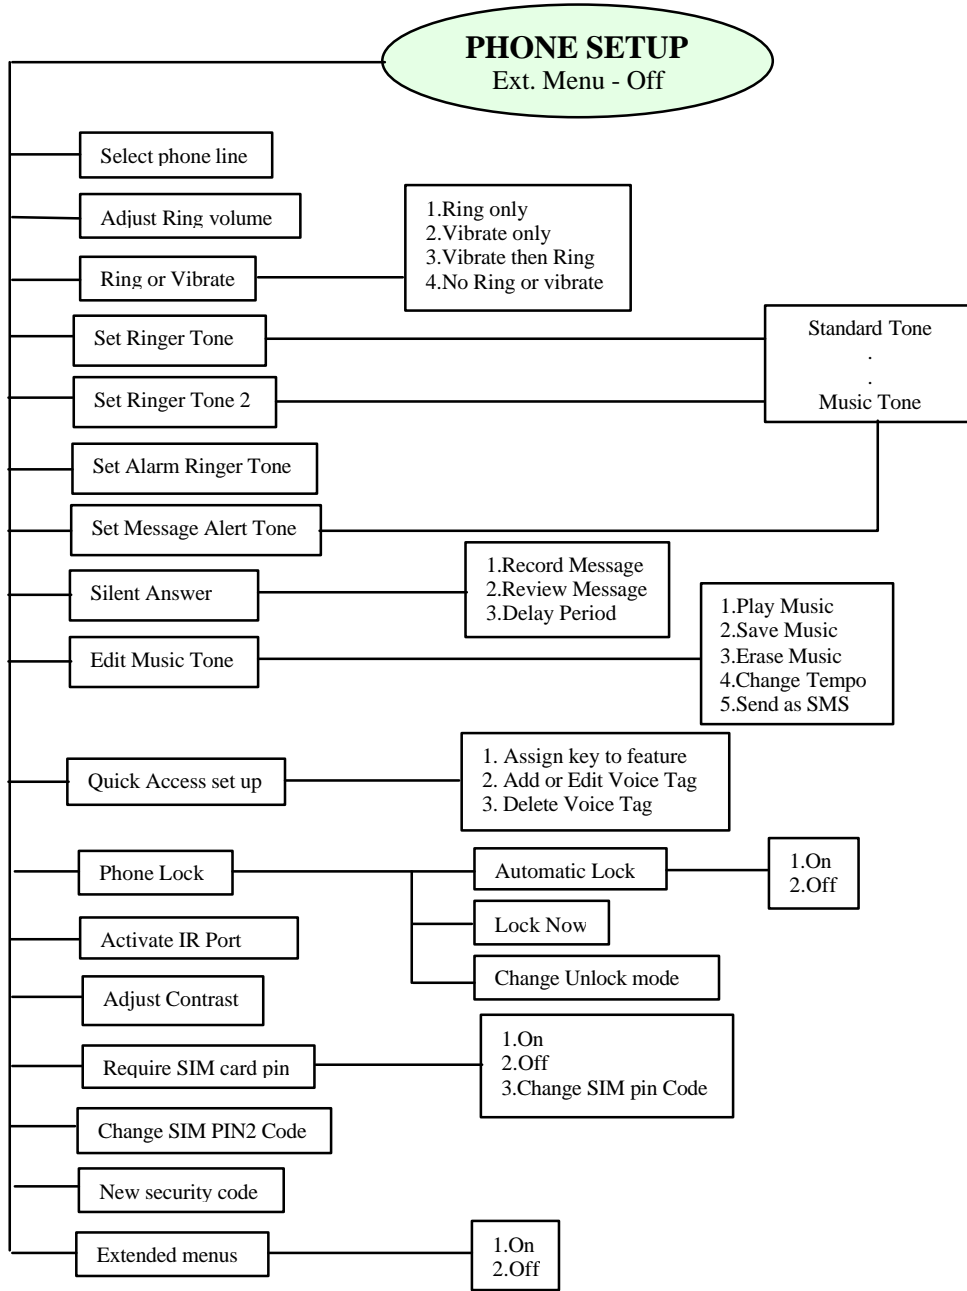 PHONE SETUP
Ext. Menu - Off
Select phone line
Adjust Ring volume
1.Ring only
2.Vibrate only
3.Vibrate then Ring
4.No Ring or vibrate
Ring or Vibrate
Set Ringer Tone
Standard Tone
.
.
Music Tone
Set Ringer Tone 2
Set Alarm Ringer Tone
Set Message Alert Tone
Silent Answer
1.Record Message
2.Review Message
3.Delay Period
Edit Music Tone
1.Play Music
2.Save Music
3.Erase Music
4.Change Tempo
5.Send as SMS
Quick Access set up
1. Assign key to feature
2. Add or Edit Voice Tag
3. Delete Voice Tag
Phone Lock
Automatic Lock
1.On
2.Off
Lock Now
Change Unlock mode
Activate IR Port
Adjust Contrast
Require SIM card pin
1.On
2.Off
3.Change SIM pin Code
Change SIM PIN2 Code
New security code
Extended menus
1.On
2.Off